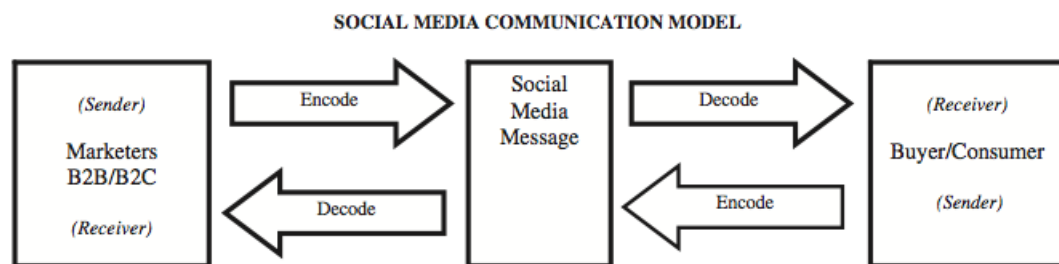 SOCIAL MEDIA COMMUNICATION MODEL
(Sender)
Marketers
B2B/B2C
(Receiver)
Encode
Decode
Social
Media
Message
Decode
Encode
(Receiver)
Buyer/Consumer
(Sender)